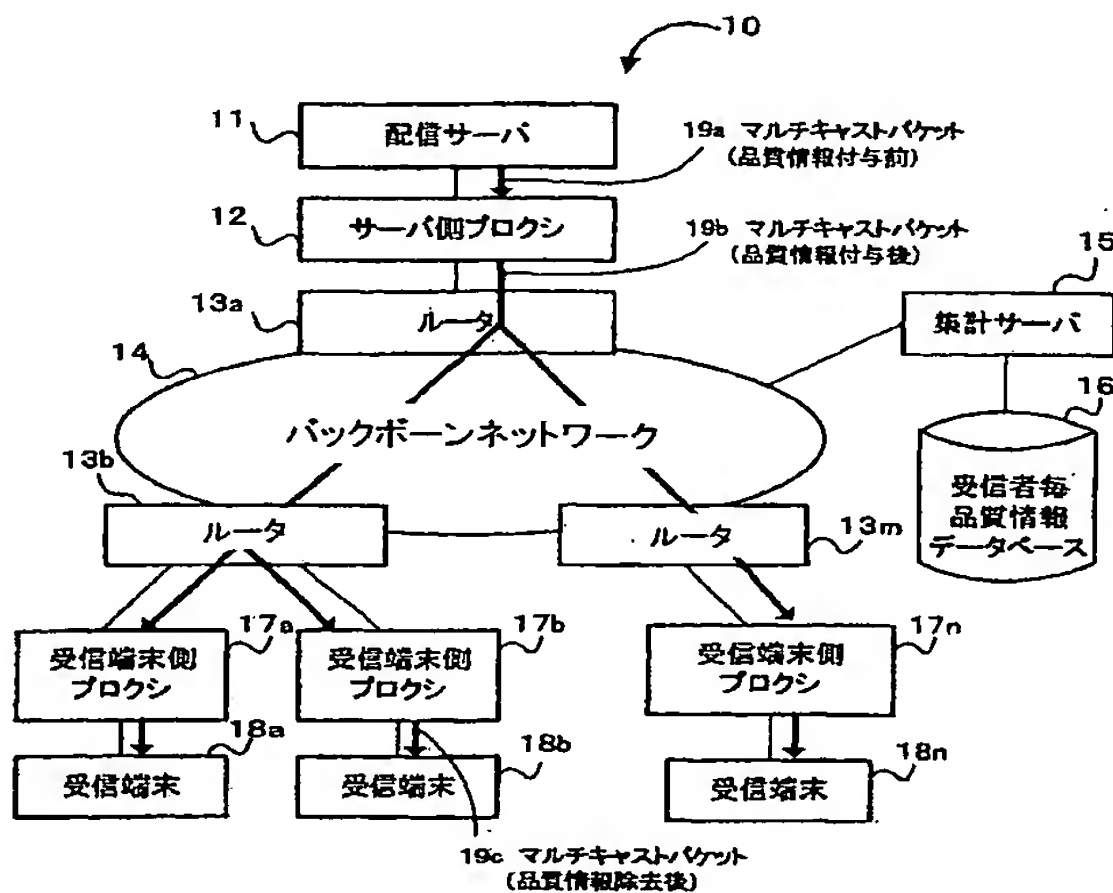 10
11
配信サーバ
19a マルチキャストパケット
(品質情報付与前)
12
サーバ側プロクシ
19b マルチキャストパケット
(品質情報付与後)
15
13a
ルータ
集計サーバ
14
16
バックボーンネットワーク
受信者毎
品質情報
データベース
13b
ルータ
ルータ
13m
17a
17b
17n
受信端末側
プロクシ
受信端末側
プロクシ
受信端末側
プロクシ
18a
18b
18n
受信端末
受信端末
受信端末
19c マルチキャストパケット
(品質情報除去後)